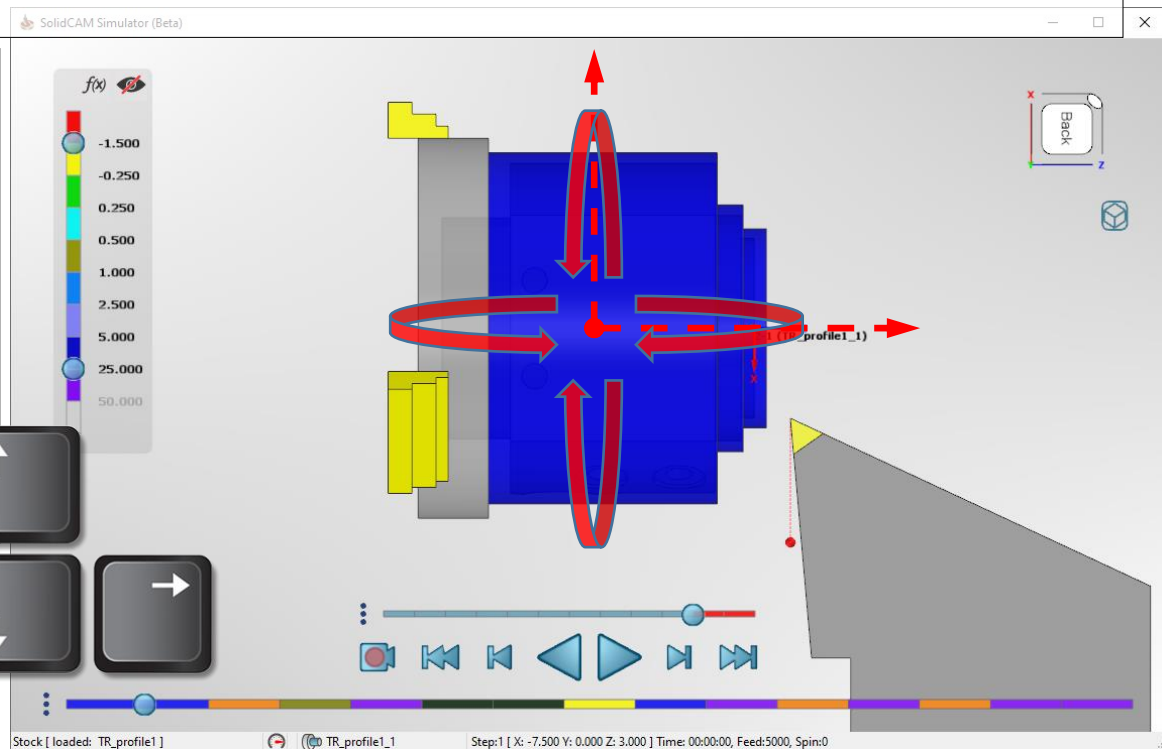 SolidCAM Simulator (Beta)
f(x)
-1.500
-0.250
0.250
0.500
1.000
2.500
5.000
25.000
50.000
X
Back
Z
1 (TR_profile1_1)
X
Stock [ loaded: TR_profile1 ]
TR_profile1_1
Step:1 [ X: -7.500 Y: 0.000 Z: 3.000 ] Time: 00:00:00, Feed:5000, Spin:0